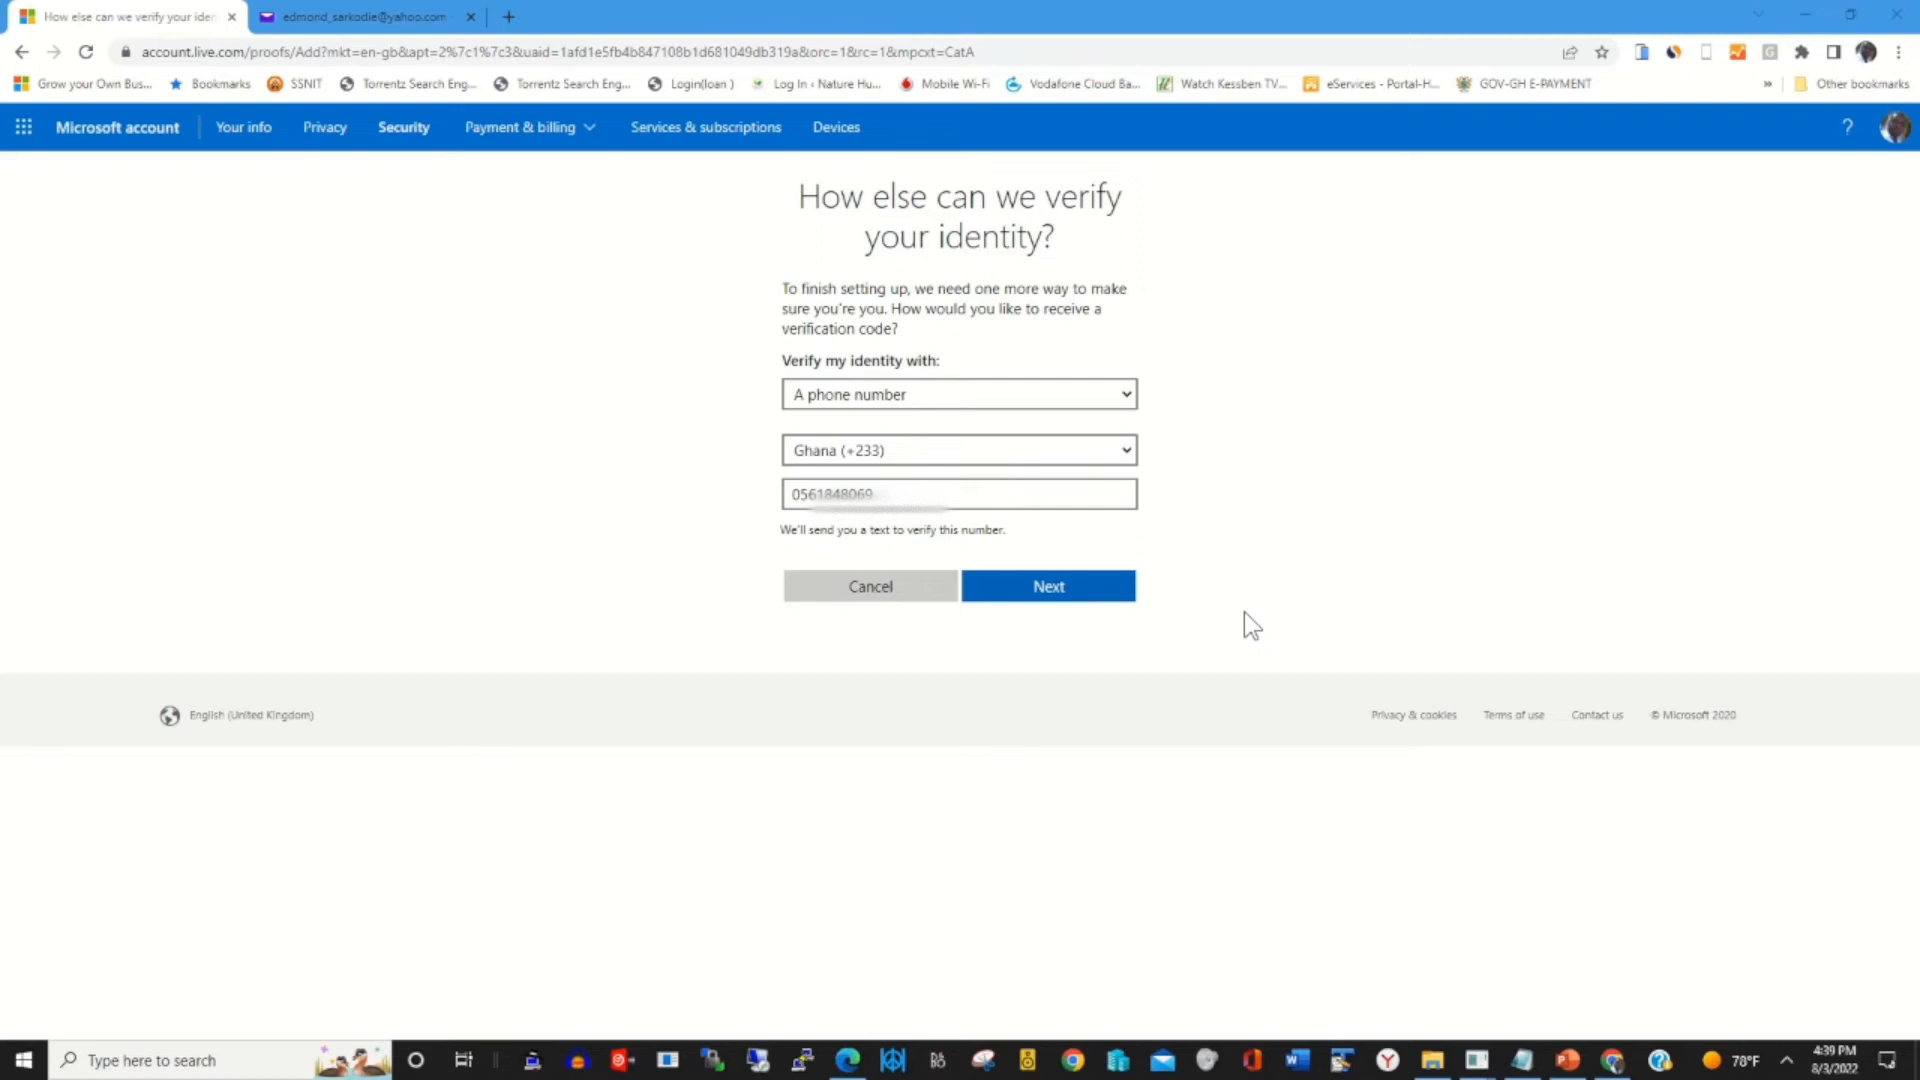 How else can we verify your iden
edmond_sarkodie@yahoo.com
account.live.com/proofs/Add?mkt=en-gb&apt=2%7c1%7c3&uaid=1afd1e5fb4b847108b1d681049db319a&orc=1&rc=1&mpcxt=CatA
Grow your Own Bus... Bookmarks SSNIT Torrentz Search Eng... Torrentz Search Eng... Login(loan ) Log In ‹ Nature Hu... Mobile Wi-Fi Vodafone Cloud Ba... Watch Kessben TV... eServices - Portal-H... GOV-GH E-PAYMENT » Other bookmarks
Microsoft account Your info Privacy Security Payment & billing Services & subscriptions Devices ?
How else can we verify
your identity?
To finish setting up, we need one more way to make
sure you're you. How would you like to receive a
verification code?
Verify my identity with:
A phone number
Ghana (+233)
0561848069
We'll send you a text to verify this number.
Cancel Next
English (United Kingdom) Privacy & cookies Terms of use Contact us © Microsoft 2020
Type here to search 78°F 4:39 PM
8/3/2022